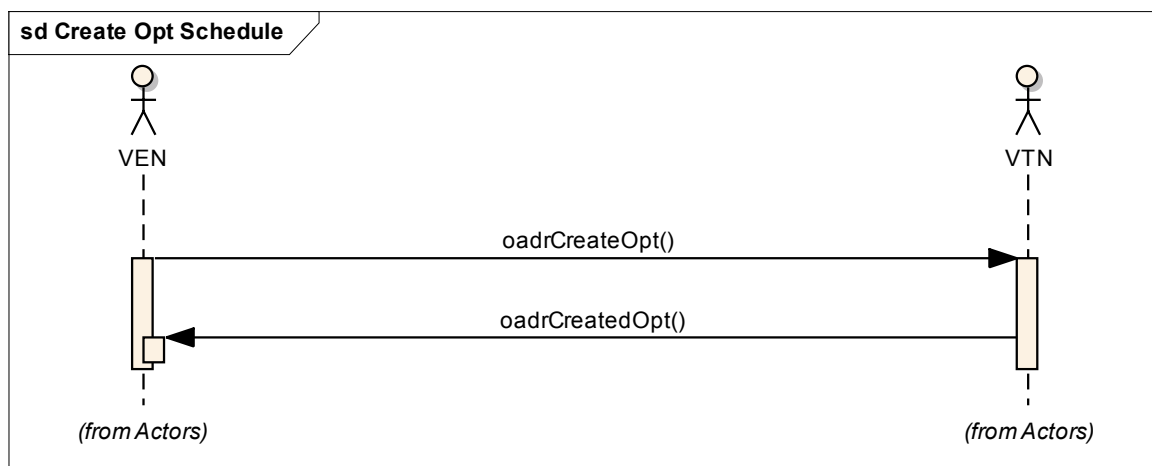 sd Create Opt Schedule
VEN
VTN
oadrCreateOpt()
oadrCreatedOpt()
(from Actors)
(from Actors)